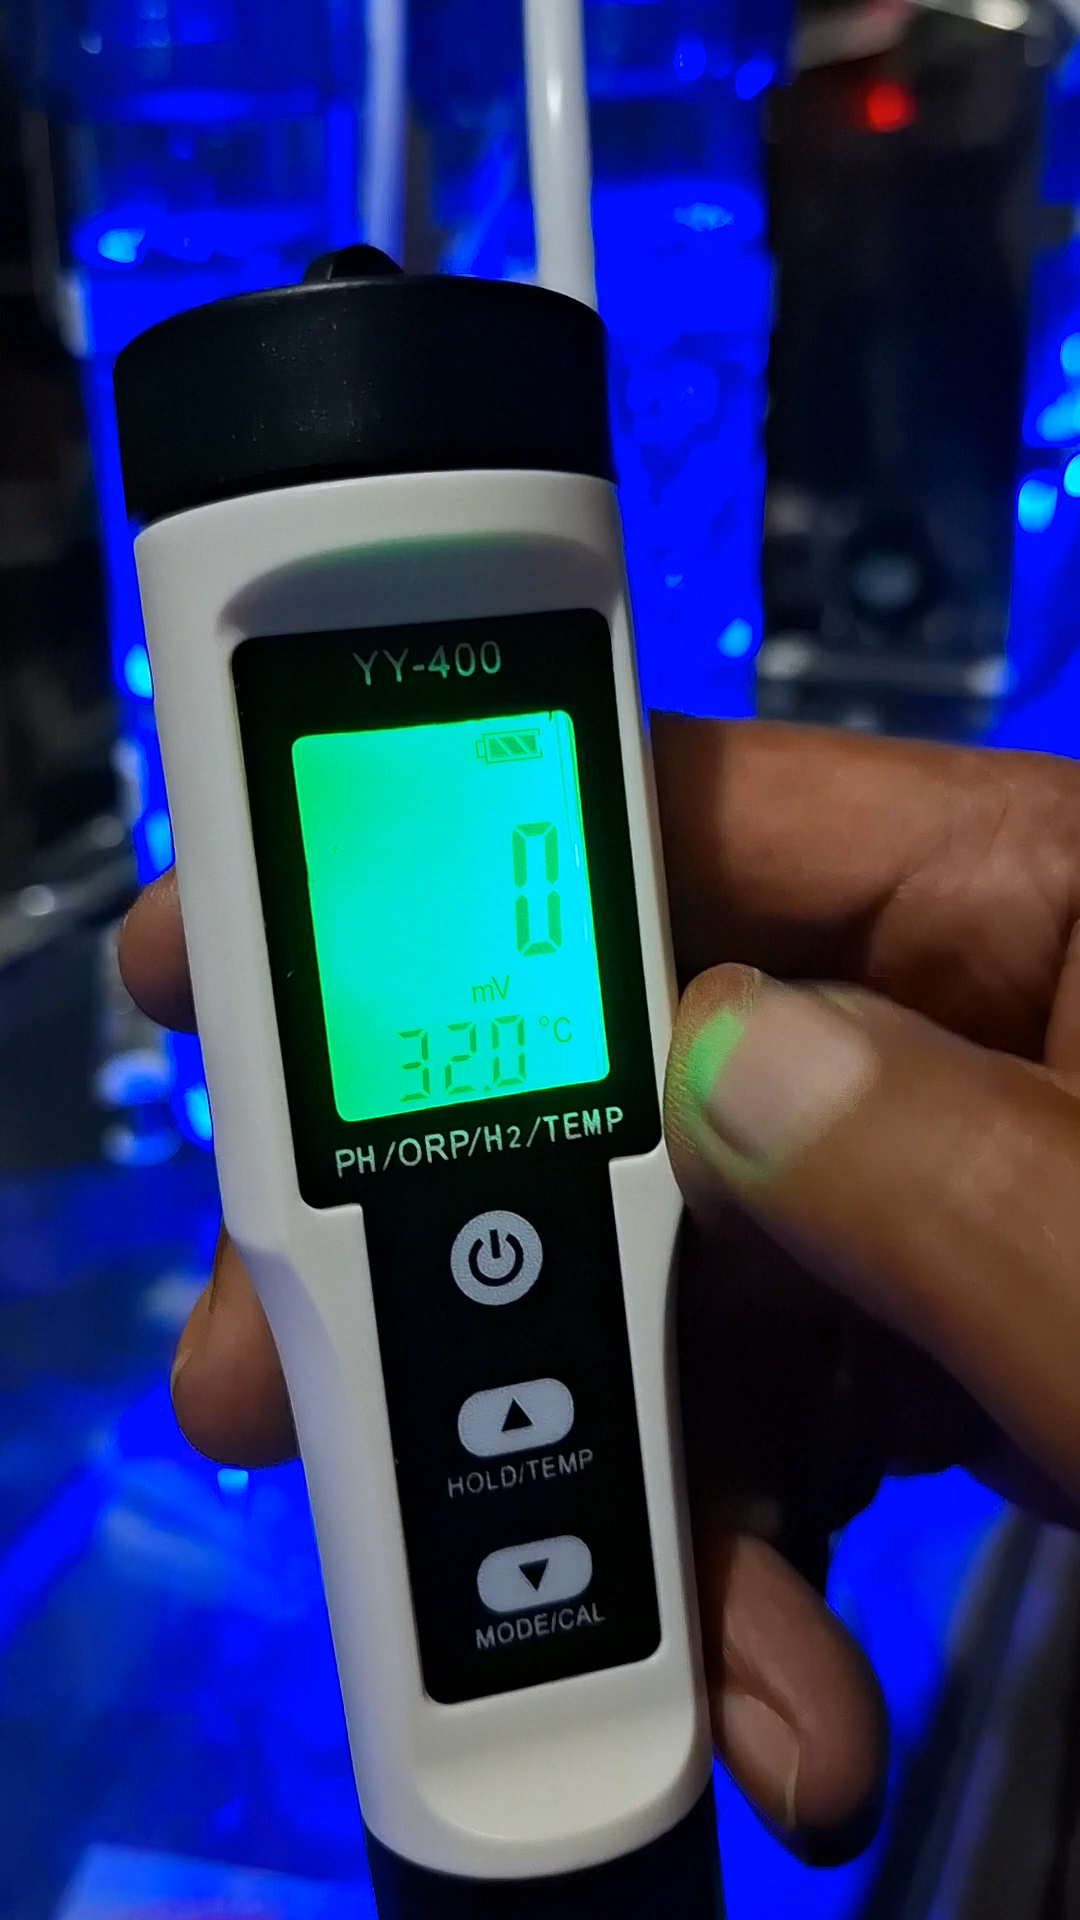 YY-400
0
mV
32.0 °C
PH/ORP/H2/TEMP
HOLD/TEMP
MODE/CAL